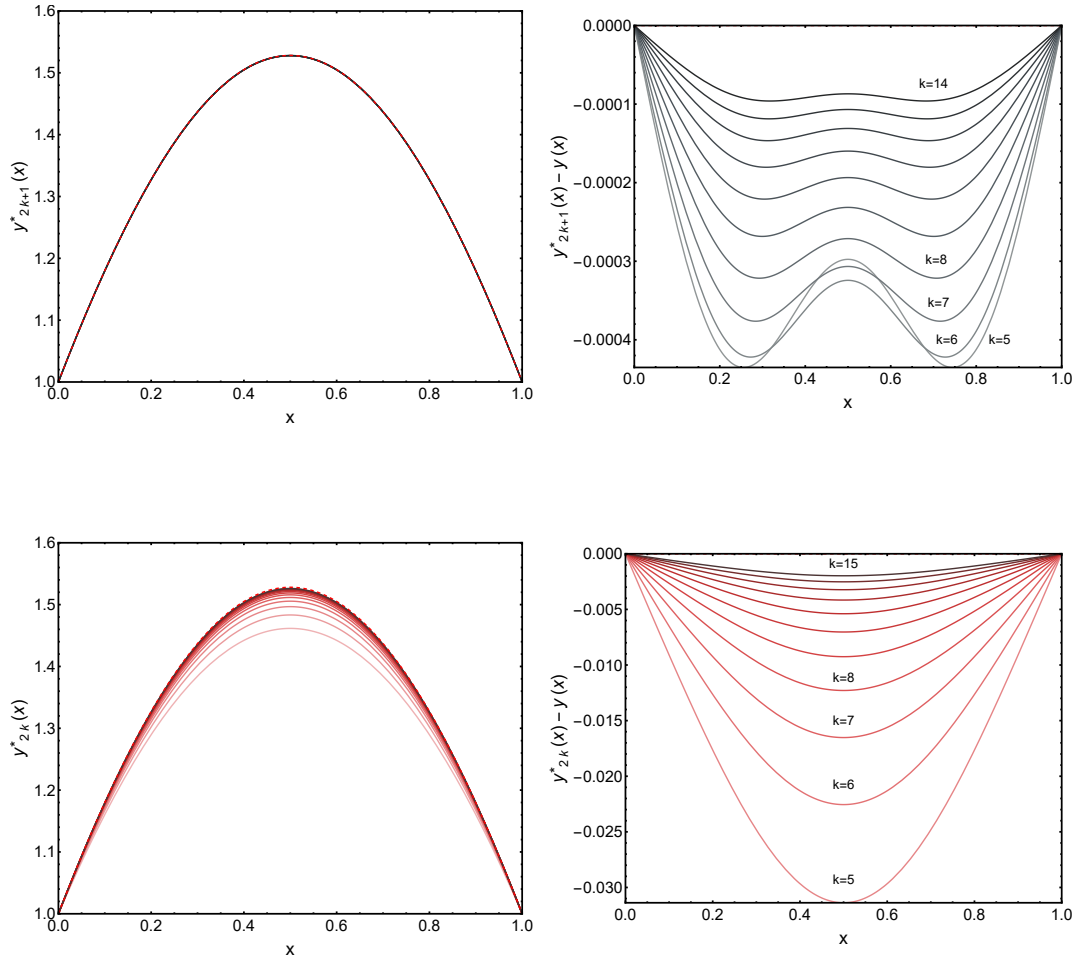 1.6
1.5
1.4
1.3
1.2
1.1
1.0
0.0 0.2 0.4 0.6 0.8 1.0
x
y*2k+1(x)
0.0000
−0.0001
−0.0002
−0.0003
−0.0004
0.0 0.2 0.4 0.6 0.8 1.0
x
y*2k+1(x) − y(x)
k=14
k=8
k=7
k=6 k=5
1.6
1.5
1.4
1.3
1.2
1.1
1.0
0.0 0.2 0.4 0.6 0.8 1.0
x
y*2k(x)
0.000
−0.005
−0.010
−0.015
−0.020
−0.025
−0.030
0.0 0.2 0.4 0.6 0.8 1.0
x
y*2k(x) − y(x)
k=15
k=8
k=7
k=6
k=5